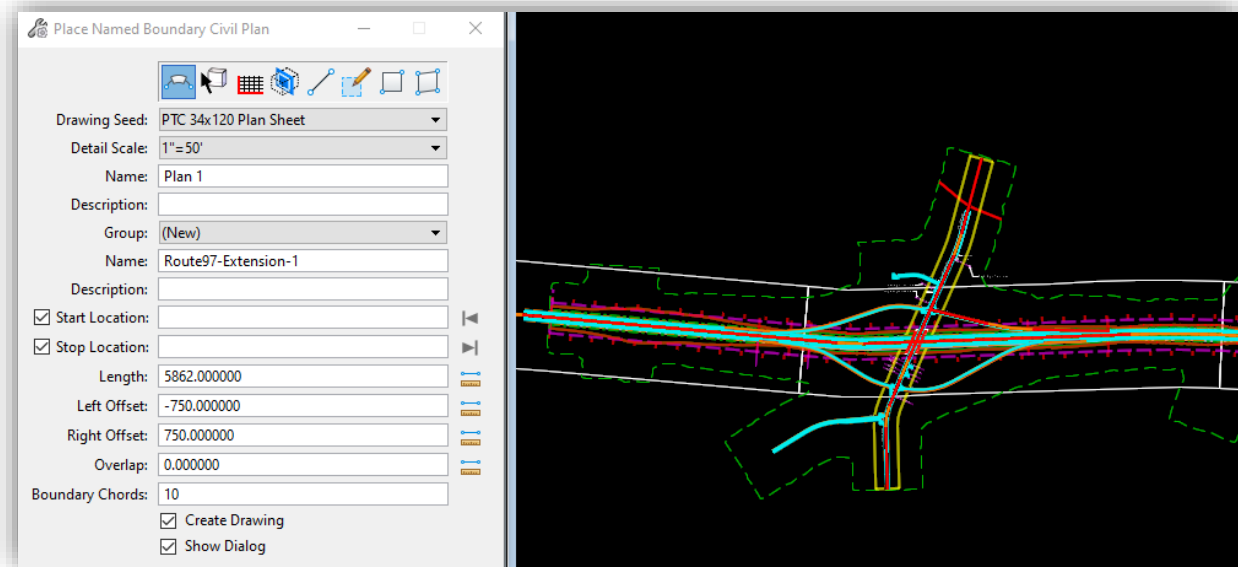 Place Named Boundary Civil Plan
Drawing Seed: PTC 34x120 Plan Sheet
Detail Scale: 1"=50'
Name: Plan 1
Description:
Group: (New)
Name: Route97-Extension-1
Description:
Start Location:
Stop Location:
Length: 5862.000000
Left Offset: -750.000000
Right Offset: 750.000000
Overlap: 0.000000
Boundary Chords: 10
Create Drawing
Show Dialog